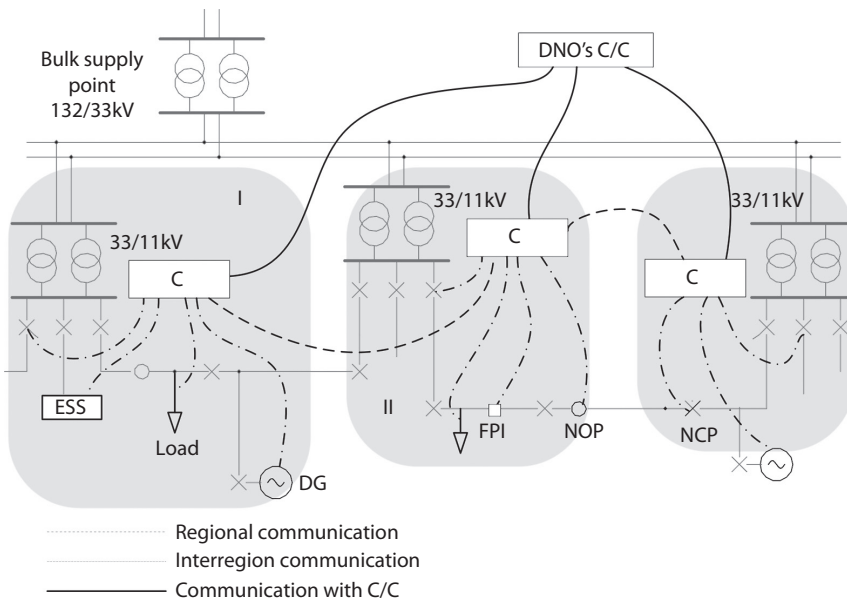 Bulk supply
point
132/33kV
DNO's C/C
I
33/11kV
C
33/11kV
C
33/11kV
C
ESS
Load
DG
II
FPI
NOP
NCP
Regional communication
Interregion communication
Communication with C/C